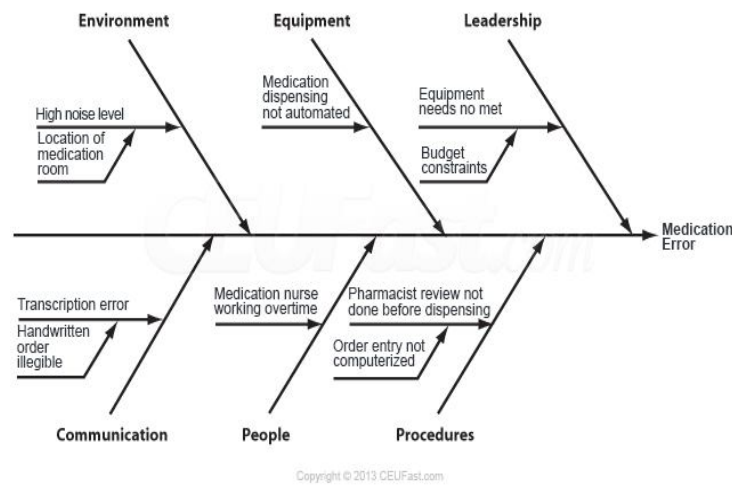 Environment
Equipment
Leadership
High noise level
Location of
medication
room
Medication
dispensing
not automated
Equipment
needs no met
Budget
constraints
CEUFast.com
Medication
Error
Transcription error
Handwritten
order
illegible
Medication nurse
working overtime
Pharmacist review not
done before dispensing
Order entry not
computerized
Communication
People
Procedures
Copyright © 2013 CEUFast.com